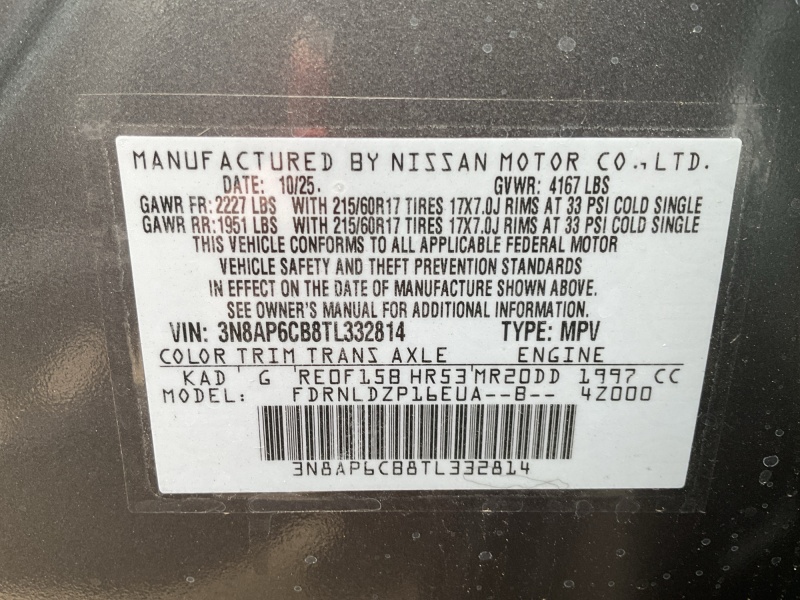 MANUFACTURED BY NISSAN MOTOR CO., LTD.
DATE: 10/25. GVWR: 4167 LBS
GAWR FR: 2227 LBS WITH 215/60R17 TIRES 17X7.0J RIMS AT 33 PSI COLD SINGLE
GAWR RR: 1951 LBS WITH 215/60R17 TIRES 17X7.0J RIMS AT 33 PSI COLD SINGLE
THIS VEHICLE CONFORMS TO ALL APPLICABLE FEDERAL MOTOR
VEHICLE SAFETY AND THEFT PREVENTION STANDARDS
IN EFFECT ON THE DATE OF MANUFACTURE SHOWN ABOVE.
SEE OWNER'S MANUAL FOR ADDITIONAL INFORMATION.
VIN: 3N8AP6CB8TL332814 TYPE: MPV
COLOR TRIM TRANS AXLE ENGINE
KAD G RE0F15B HR53 MR20DD 1997 CC
MODEL: FDRNLDZP16EUA--B-- 4Z000
3N8AP6CB8TL332814